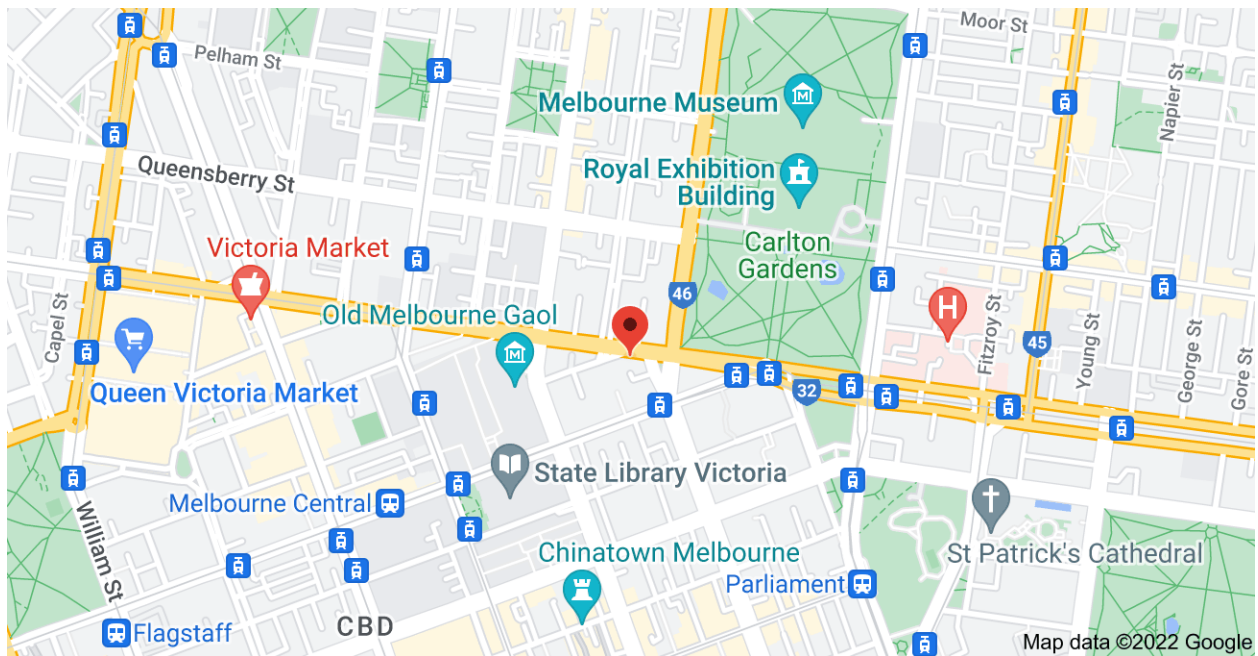 Moor St
Pelham St
Napier St
Melbourne Museum
M
Queensberry St
Royal Exhibition
Building
Victoria Market
Carlton
Gardens
46
H
Capel St
Old Melbourne Gaol
M
Fitzroy St
45
Young St
George St
Gore St
Queen Victoria Market
32
State Library Victoria
Melbourne Central
William St
Chinatown Melbourne
St Patrick's Cathedral
Parliament
CBD
Flagstaff
Map data ©2022 Google